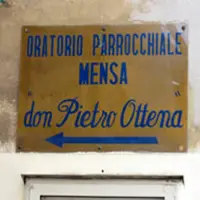 ORATORIO PARROCCHIALE
MENSA
don Pietro Ottena